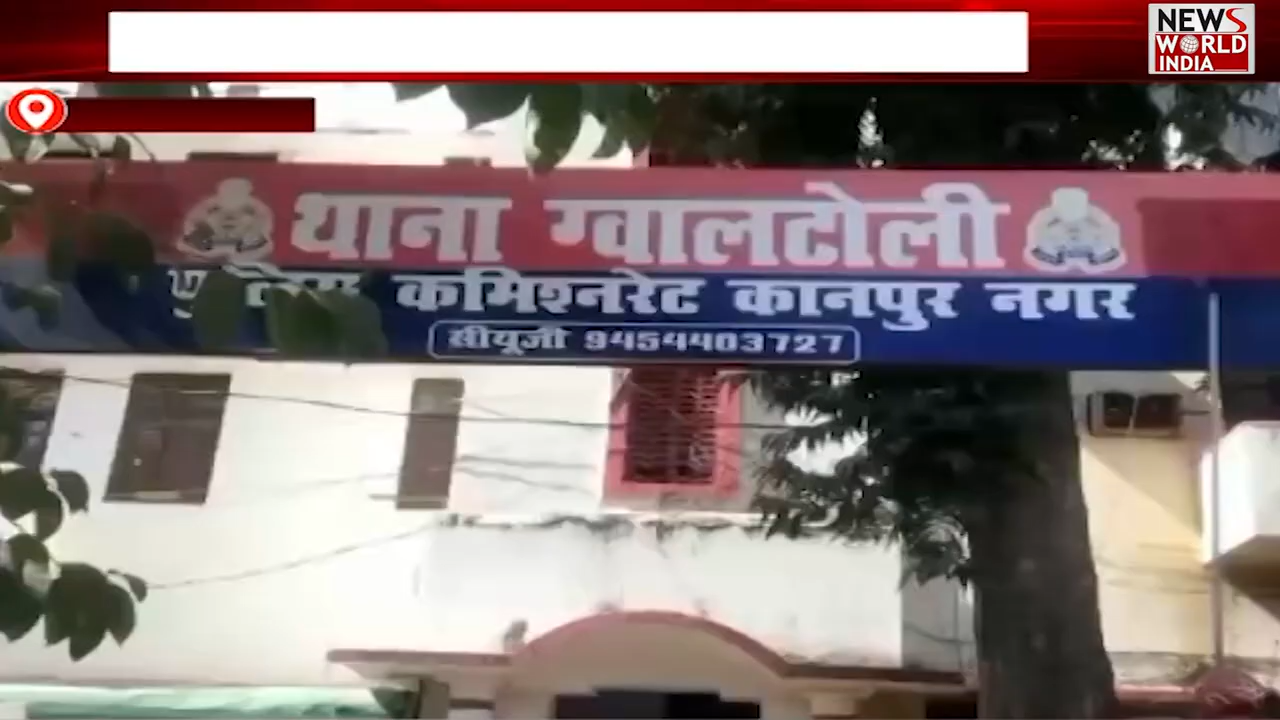 NEWS
WORLD
INDIA
थाना ग्वालटोली
कमिश्नरेट कानपुर नगर
सीयूजी 9454403727